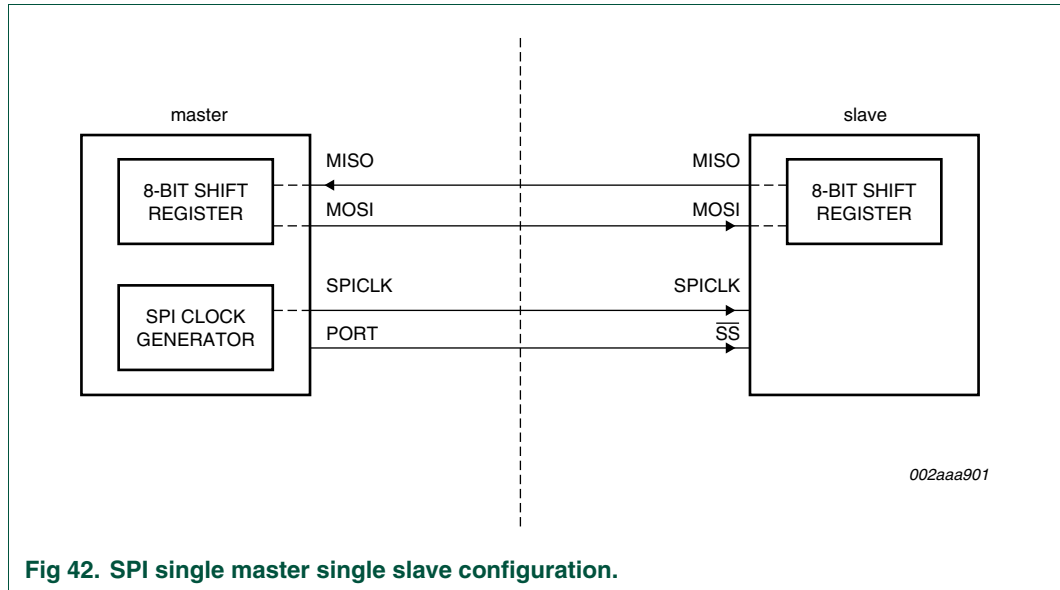 master
slave
MISO
MISO
8-BIT SHIFT
REGISTER
8-BIT SHIFT
REGISTER
MOSI
MOSI
SPICLK
SPICLK
SPI CLOCK
GENERATOR
PORT
SS
002aaa901
Fig 42. SPI single master single slave configuration.